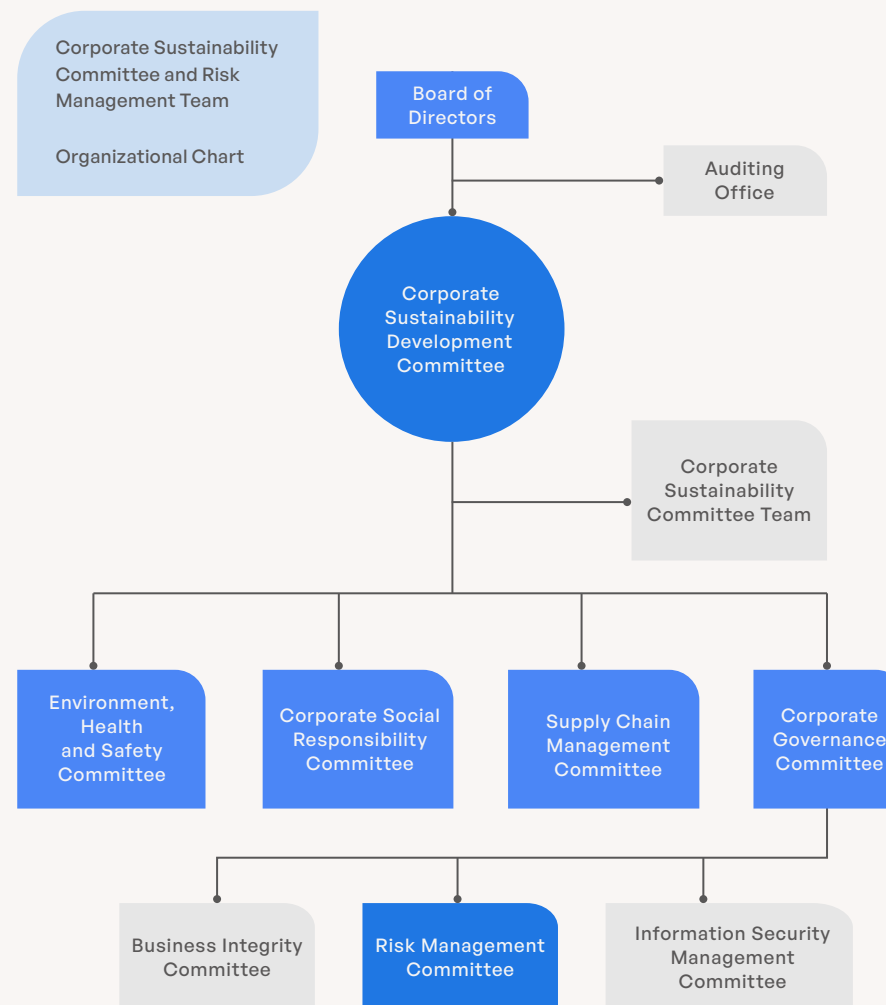 Corporate Sustainability
Committee and Risk
Management Team
Organizational Chart
Board of
Directors
Auditing
Office
Corporate
Sustainability
Development
Committee
Corporate
Sustainability
Committee Team
Environment,
Health
and Safety
Committee
Corporate Social
Responsibility
Committee
Supply Chain
Management
Committee
Corporate
Governance
Committee
Business Integrity
Committee
Risk Management
Committee
Information Security
Management
Committee